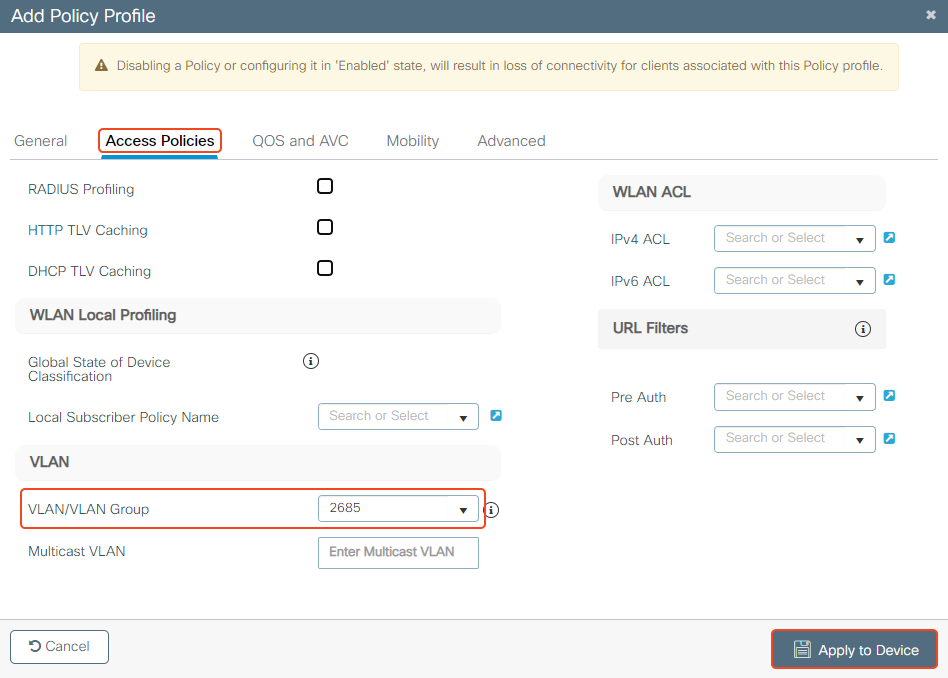 Add Policy Profile
Disabling a Policy or configuring it in 'Enabled' state, will result in loss of connectivity for clients associated with this Policy profile.
General
Access Policies
QOS and AVC
Mobility
Advanced
RADIUS Profiling
HTTP TLV Caching
DHCP TLV Caching
WLAN Local Profiling
Global State of Device
Classification
Local Subscriber Policy Name
Search or Select
VLAN
VLAN/VLAN Group
2685
Multicast VLAN
Enter Multicast VLAN
WLAN ACL
IPv4 ACL
Search or Select
IPv6 ACL
Search or Select
URL Filters
Pre Auth
Search or Select
Post Auth
Search or Select
Cancel
Apply to Device